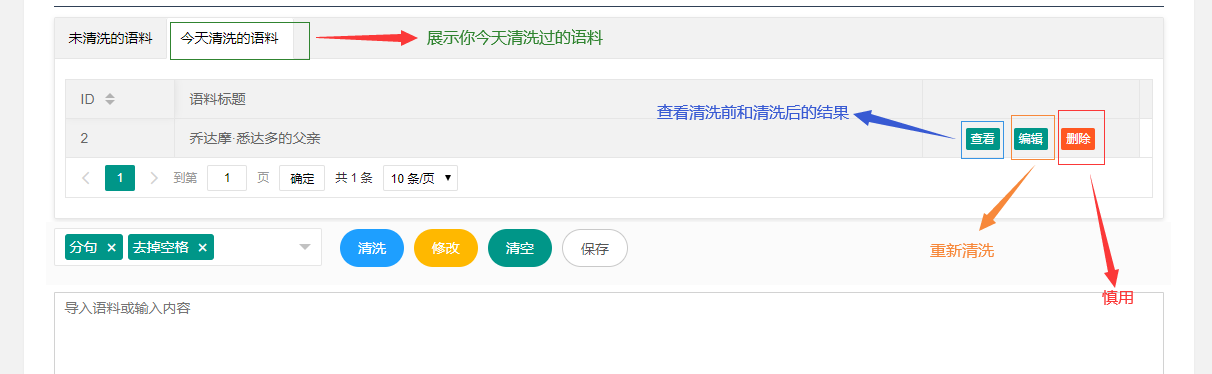 未清洗的语料 今天清洗的语料 展示你今天清洗过的语料
ID 语料标题
查看清洗前和清洗后的结果
2 乔达摩·悉达多的父亲 查看 编辑 删除
1 到第 1 页 确定 共 1 条 10 条/页
分句 × 去掉空格 × 清洗 修改 清空 保存
重新清洗
慎用
导入语料或输入内容